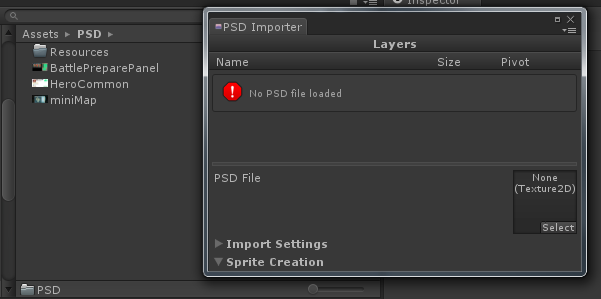 Inspector
PSD Importer
Assets ▸ PSD ▸
Layers
Resources
Name Size Pivot
BattlePreparePanel
HeroCommon
No PSD file loaded
miniMap
PSD File
None
(Texture2D)
Select
Import Settings
Sprite Creation
PSD